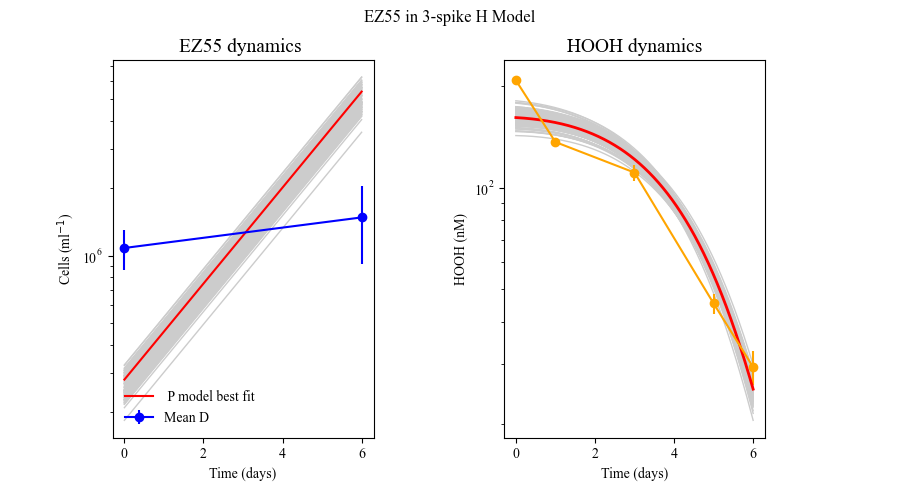 EZ55 in 3-spike H Model
EZ55 dynamics
Cells (ml⁻¹)
10⁶
P model best fit
Mean D
0 2 4 6
Time (days)
HOOH dynamics
HOOH (nM)
10²
0 2 4 6
Time (days)